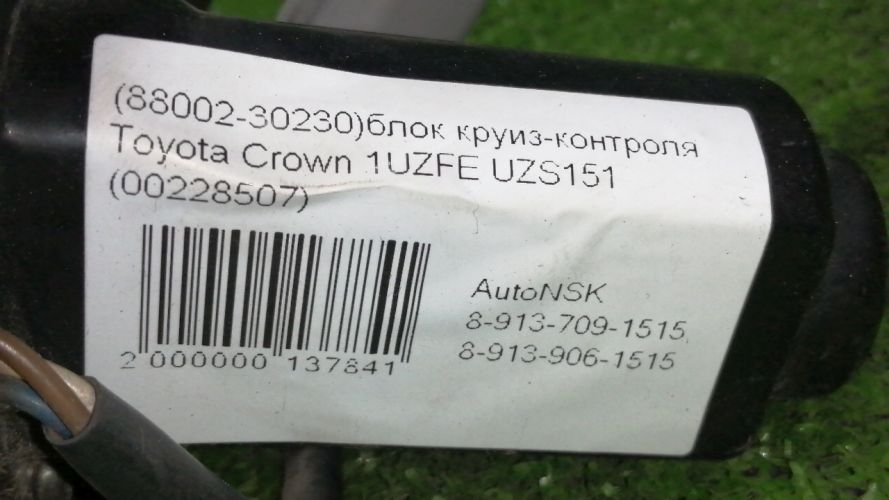 (88002-30230)блок круиз-контроля
Toyota Crown 1UZFE UZS151
(00228507)
AutoNSK
8-913-709-1515,
8-913-906-1515
2 000000 137841